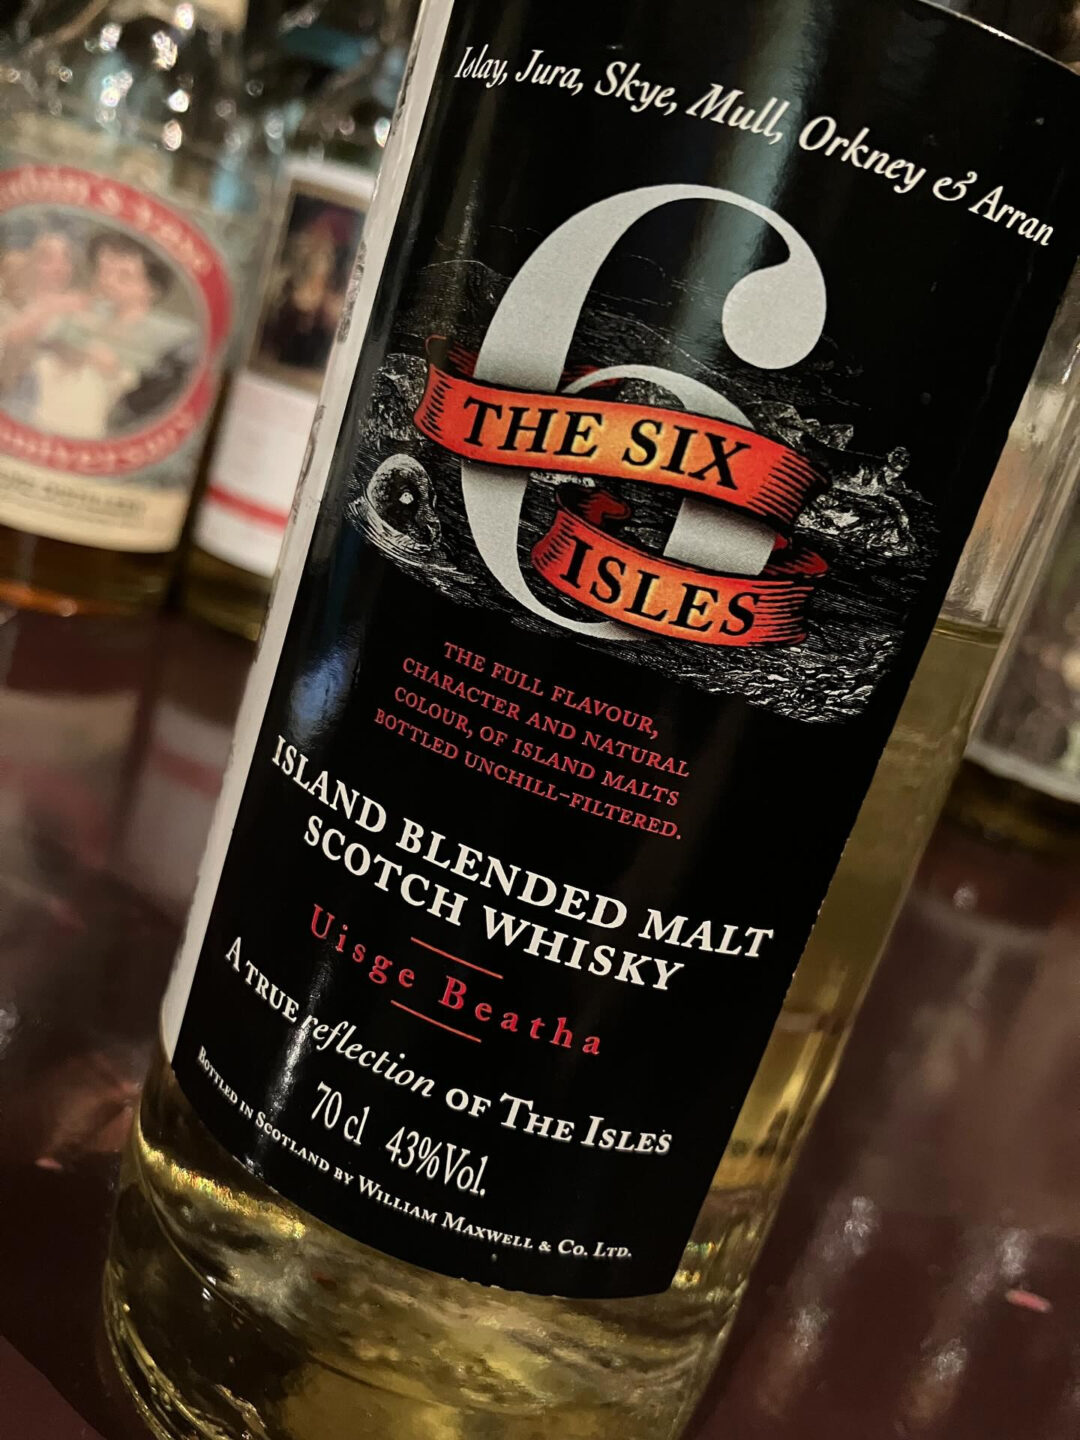 Islay, Jura, Skye, Mull, Orkney & Arran
6
THE SIX
ISLES
THE FULL FLAVOUR,
CHARACTER AND NATURAL
COLOUR, OF ISLAND MALTS
BOTTLED UNCHILL-FILTERED.
ISLAND BLENDED MALT
SCOTCH WHISKY
Uisge Beatha
A TRUE reflection OF THE ISLES
70 cl 43%Vol.
BOTTLED IN SCOTLAND BY WILLIAM MAXWELL & CO. LTD.